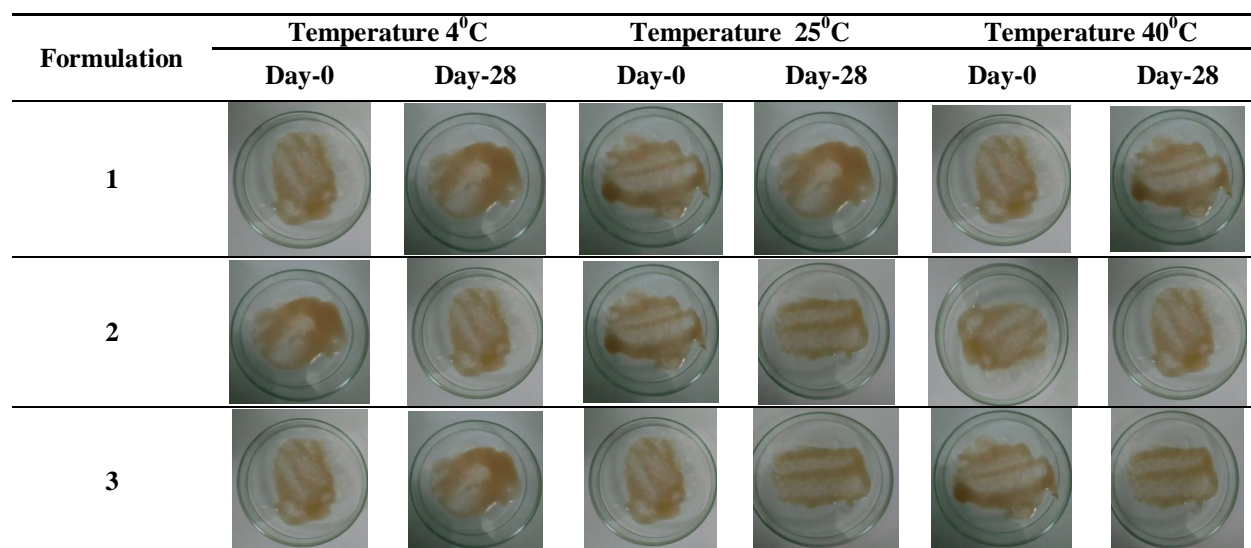 Formulation Temperature 4⁰C Temperature 25⁰C Temperature 40⁰C
Day-0 Day-28 Day-0 Day-28 Day-0 Day-28
1
2
3